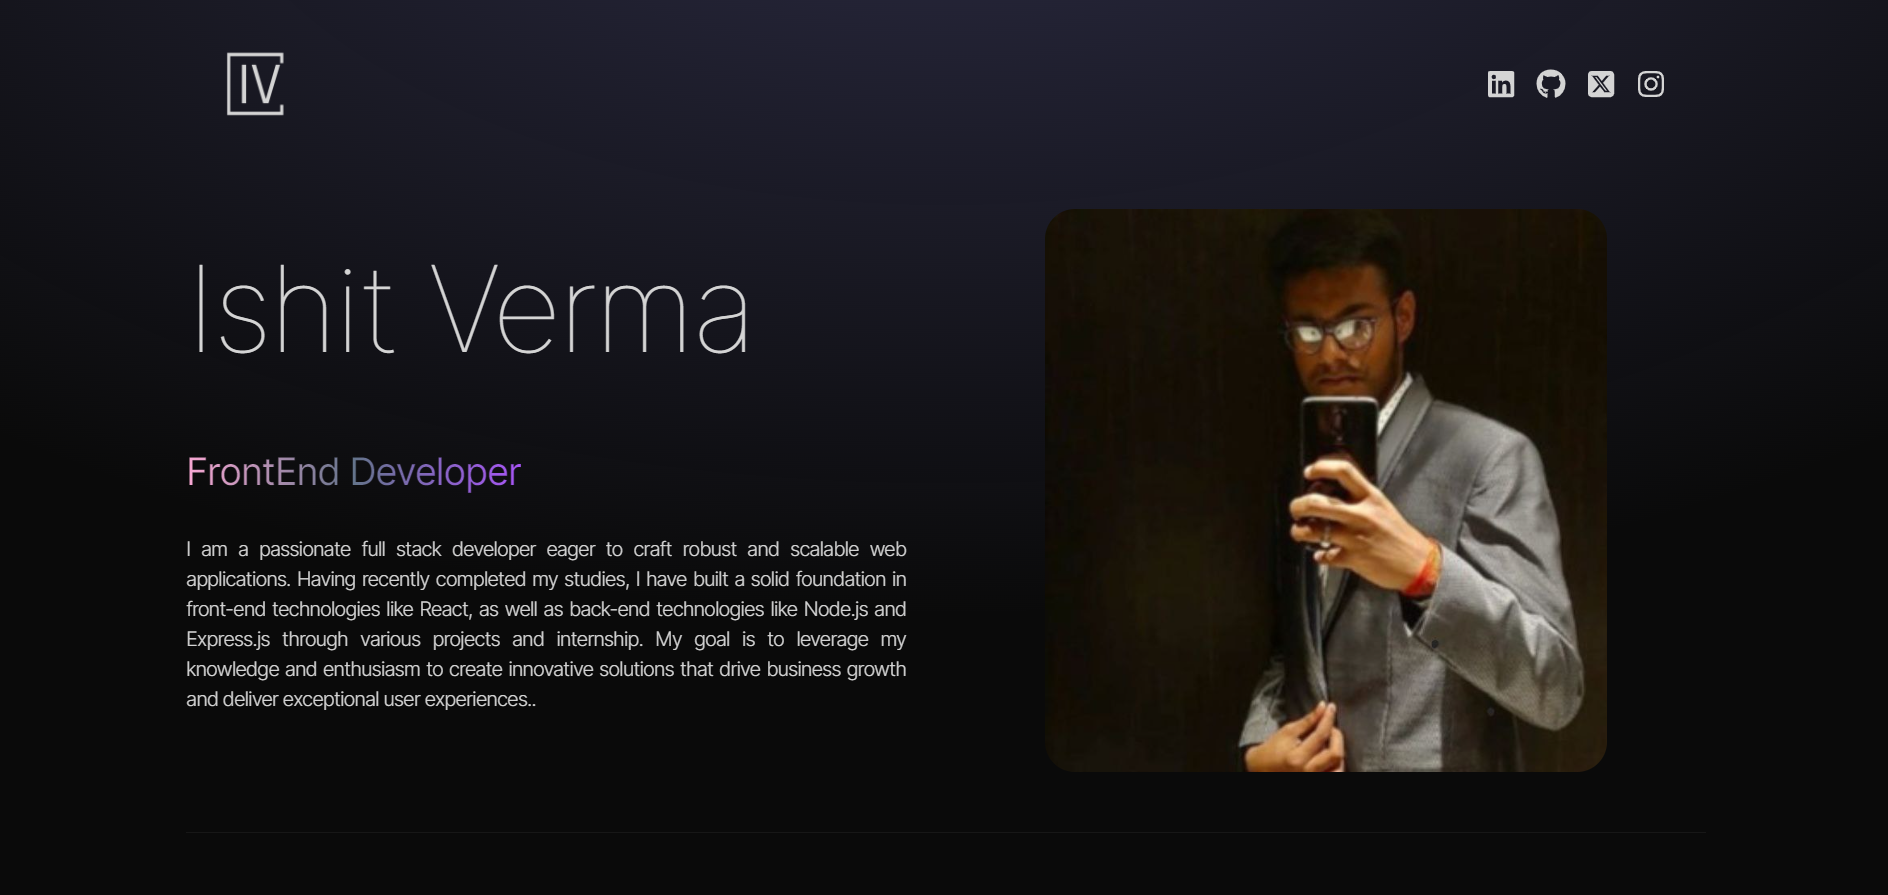 IV
in
X
Ishit Verma
FrontEnd Developer
I am a passionate full stack developer eager to craft robust and scalable web
applications. Having recently completed my studies, I have built a solid foundation in
front-end technologies like React, as well as back-end technologies like Node.js and
Express.js through various projects and internship. My goal is to leverage my
knowledge and enthusiasm to create innovative solutions that drive business growth
and deliver exceptional user experiences..